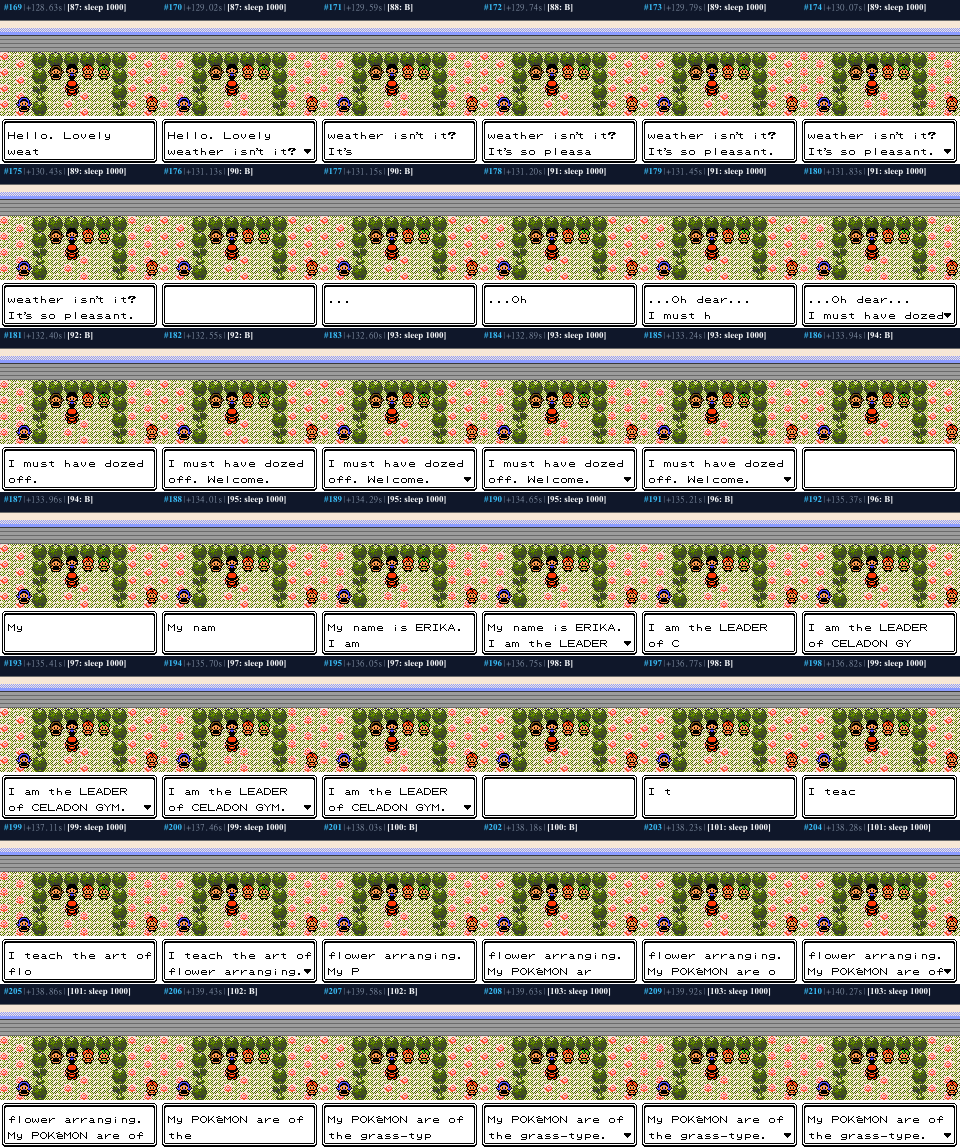 #169|+128.63s| [87: sleep 1000]
Hello. Lovely
weat
#170|+129.02s| [87: sleep 1000]
Hello. Lovely
weather isn't it?
#171|+129.59s| [88: B]
weather isn't it?
It's
#172|+129.74s| [88: B]
weather isn't it?
It's so pleasa
#173|+129.79s| [89: sleep 1000]
weather isn't it?
It's so pleasant.
#174|+130.07s| [89: sleep 1000]
weather isn't it?
It's so pleasant.
#175|+130.43s| [89: sleep 1000]
weather isn't it?
It's so pleasant.
#176|+131.13s| [90: B]
#177|+131.15s| [90: B]
...
#178|+131.20s| [91: sleep 1000]
...Oh
#179|+131.45s| [91: sleep 1000]
...Oh dear...
I must h
#180|+131.83s| [91: sleep 1000]
...Oh dear...
I must have dozed
#181|+132.40s| [92: B]
I must have dozed
off.
#182|+132.55s| [92: B]
I must have dozed
off. Welcome.
#183|+132.60s| [93: sleep 1000]
I must have dozed
off. Welcome.
#184|+132.89s| [93: sleep 1000]
I must have dozed
off. Welcome.
#185|+133.24s| [93: sleep 1000]
I must have dozed
off. Welcome.
#186|+133.94s| [94: B]
#187|+133.96s| [94: B]
My
#188|+134.01s| [95: sleep 1000]
My nam
#189|+134.29s| [95: sleep 1000]
My name is ERIKA.
I am
#190|+134.65s| [95: sleep 1000]
My name is ERIKA.
I am the LEADER
#191|+135.21s| [96: B]
I am the LEADER
of C
#192|+135.37s| [96: B]
I am the LEADER
of CELADON GY
#193|+135.41s| [97: sleep 1000]
I am the LEADER
of CELADON GYM.
#194|+135.70s| [97: sleep 1000]
I am the LEADER
of CELADON GYM.
#195|+136.05s| [97: sleep 1000]
I am the LEADER
of CELADON GYM.
#196|+136.75s| [98: B]
#197|+136.77s| [98: B]
I t
#198|+136.82s| [99: sleep 1000]
I teac
#199|+137.11s| [99: sleep 1000]
I teach the art of
flo
#200|+137.46s| [99: sleep 1000]
I teach the art of
flower arranging.
#201|+138.03s| [100: B]
flower arranging.
My P
#202|+138.18s| [100: B]
flower arranging.
My POKéMON ar
#203|+138.23s| [101: sleep 1000]
flower arranging.
My POKéMON are o
#204|+138.28s| [101: sleep 1000]
flower arranging.
My POKéMON are of
#205|+138.86s| [101: sleep 1000]
flower arranging.
My POKéMON are of
#206|+139.43s| [102: B]
My POKéMON are of
the
#207|+139.58s| [102: B]
My POKéMON are of
the grass-typ
#208|+139.63s| [103: sleep 1000]
My POKéMON are of
the grass-type.
#209|+139.92s| [103: sleep 1000]
My POKéMON are of
the grass-type.
#210|+140.27s| [103: sleep 1000]
My POKéMON are of
the grass-type.